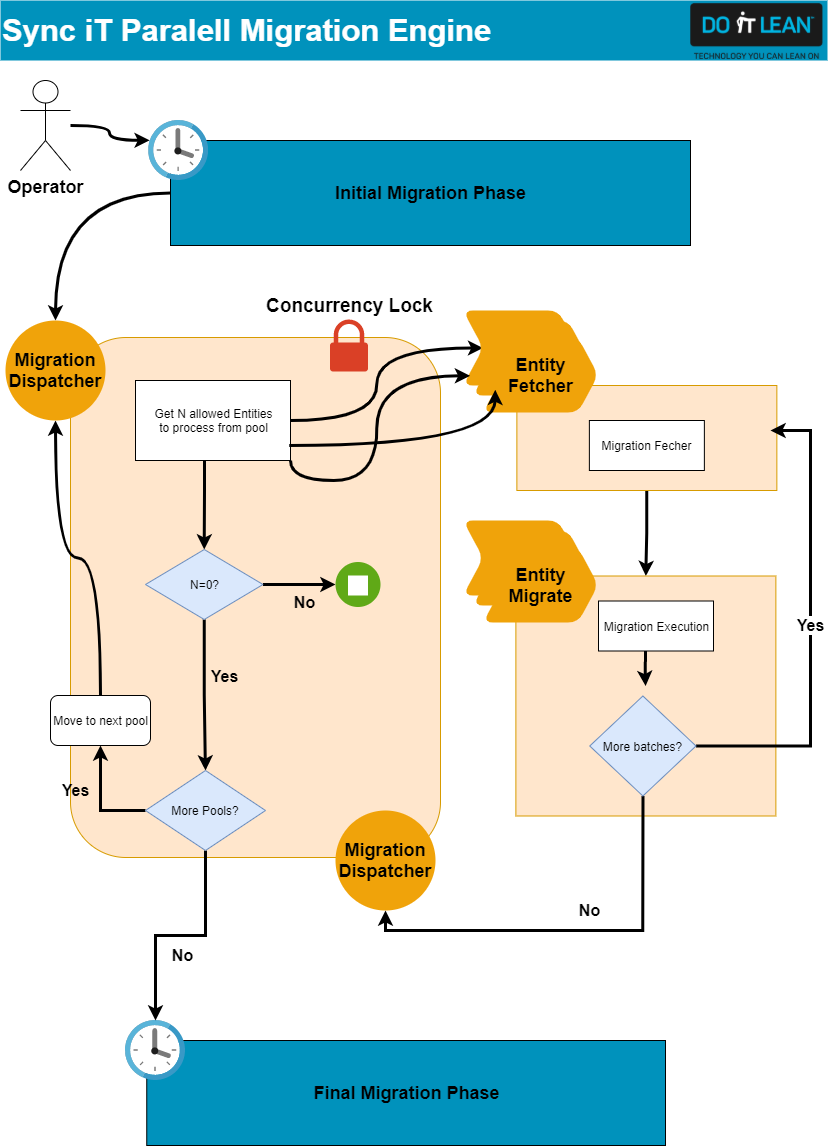 Sync iT Paralell Migration Engine
DO iT LEAN
TECHNOLOGY YOU CAN LEAN ON
Operator
Initial Migration Phase
Concurrency Lock
Migration
Dispatcher
Entity
Fetcher
Get N allowed Entities
to process from pool
Migration Fecher
N=0?
No
Entity
Migrate
Migration Execution
Yes
Yes
Move to next pool
More batches?
Yes
More Pools?
Migration
Dispatcher
No
No
Final Migration Phase